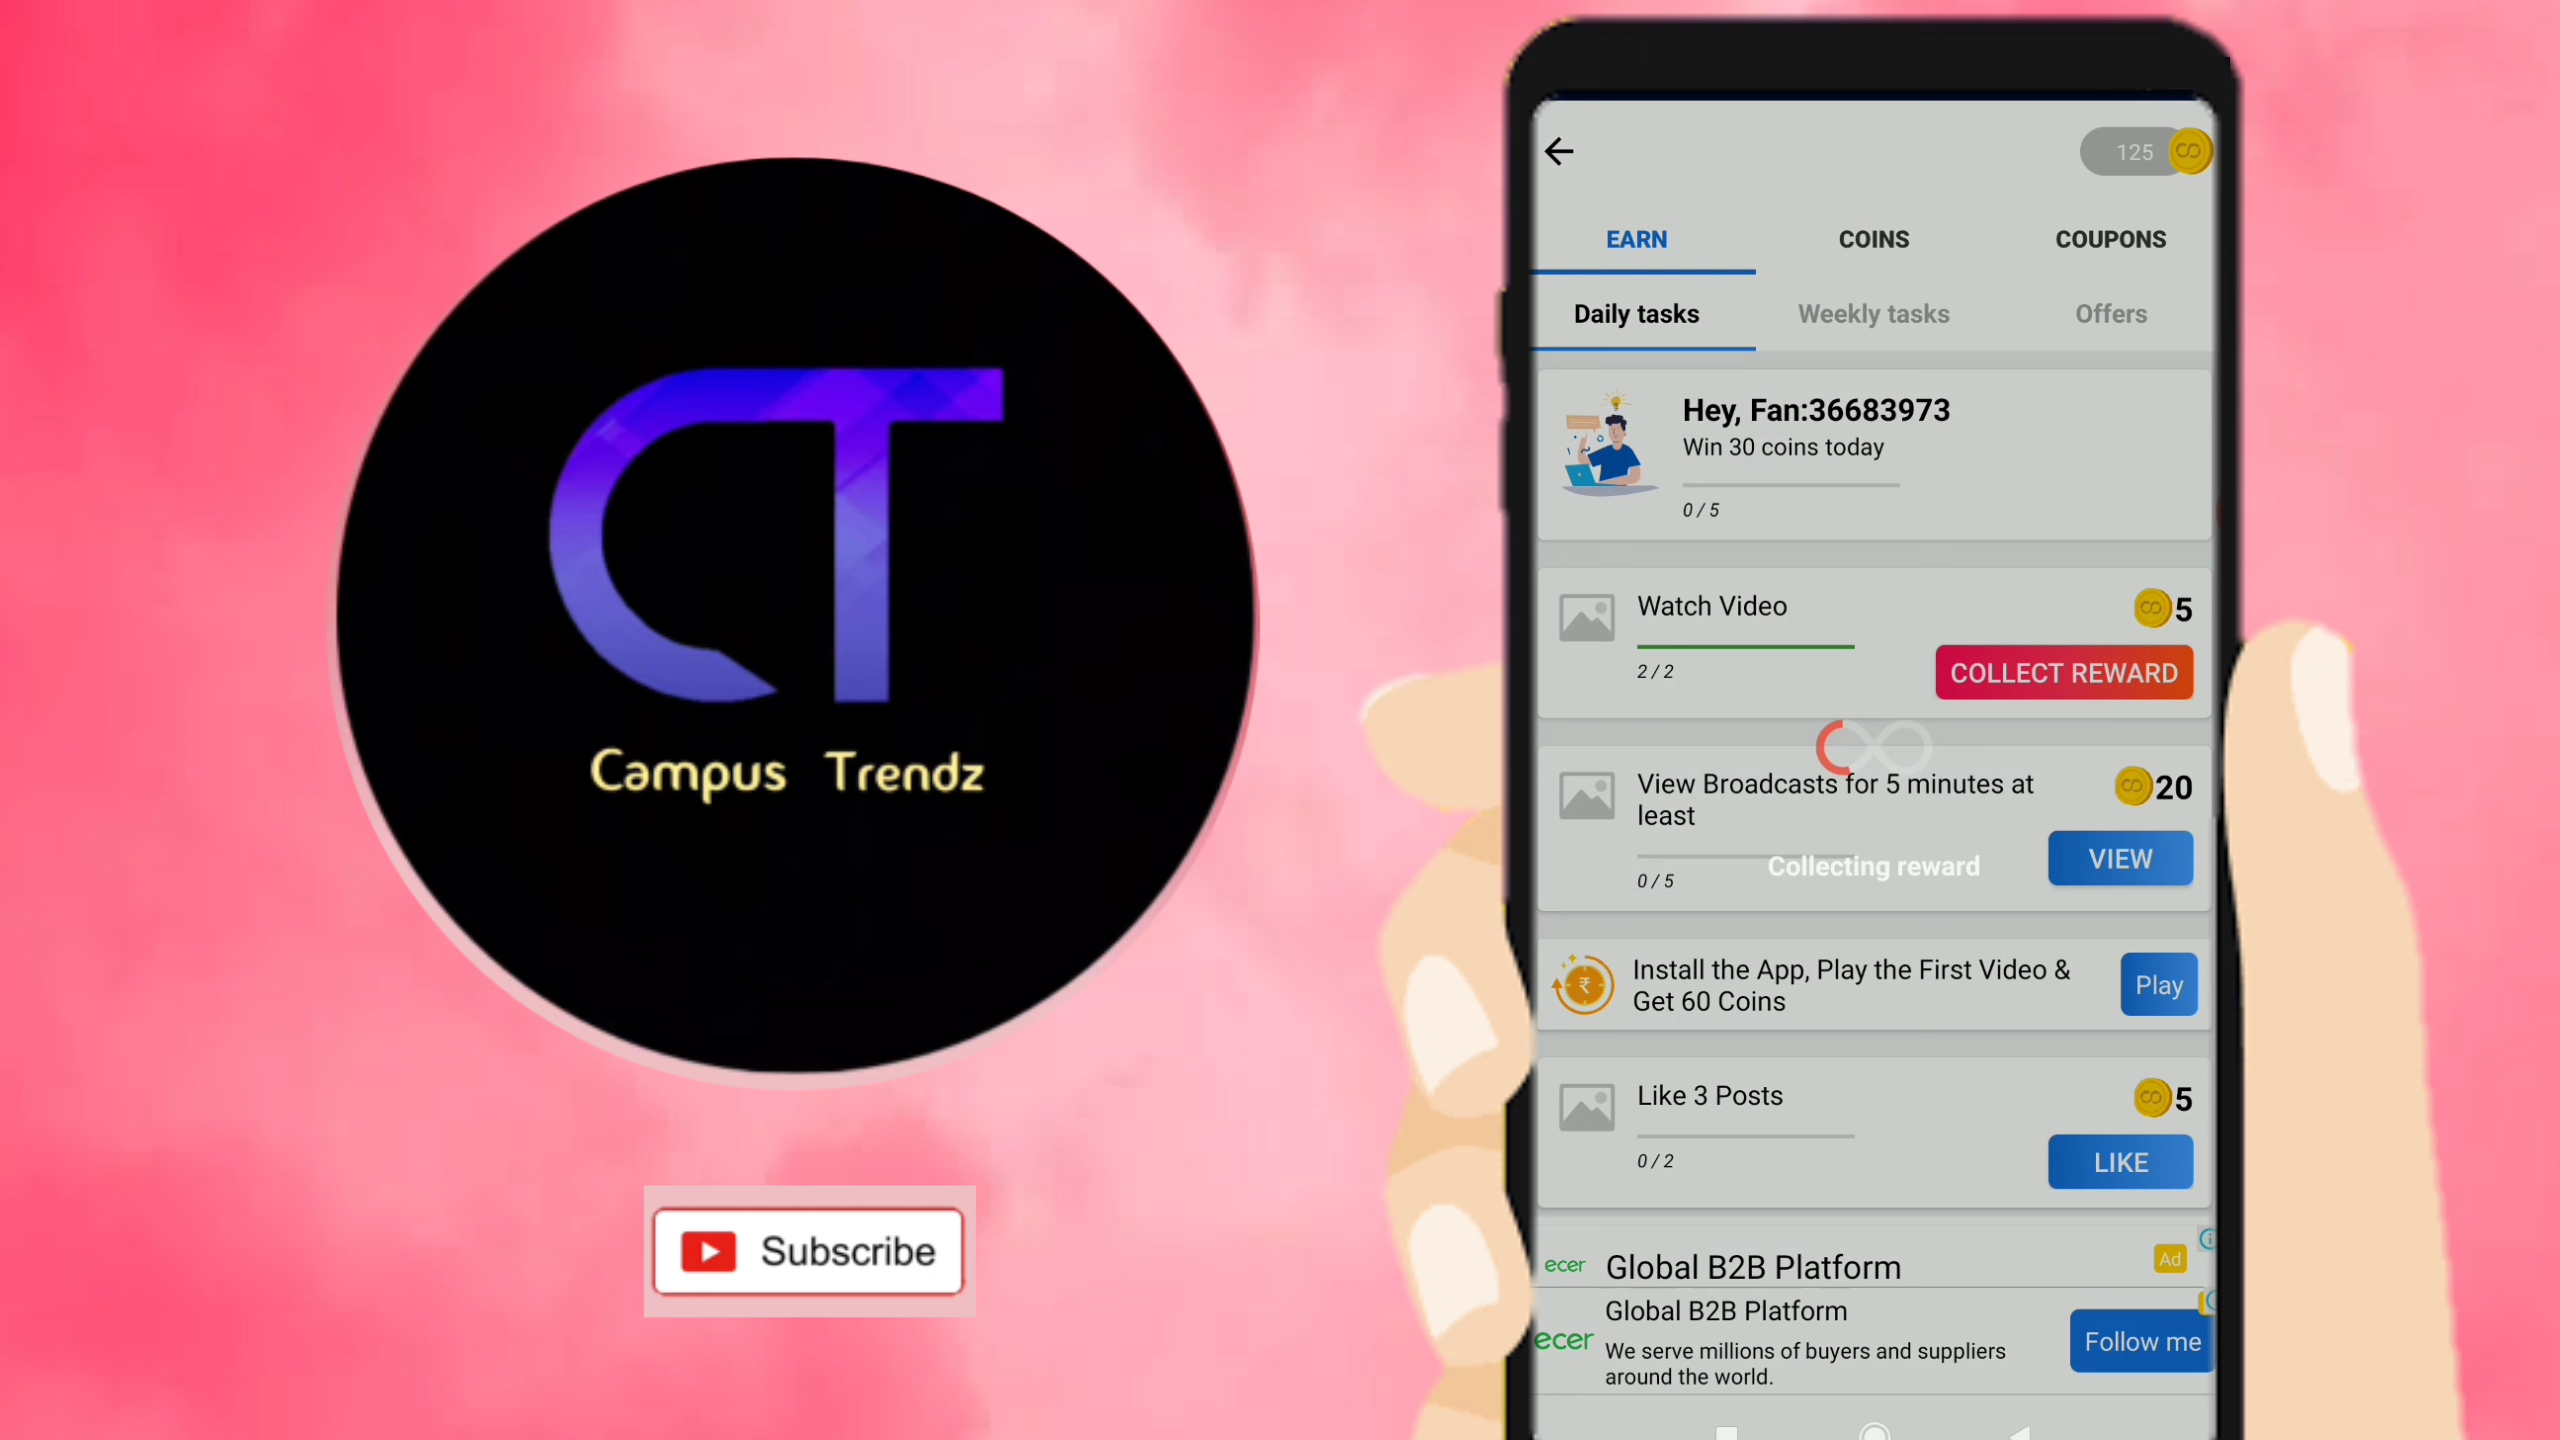 CT
Campus Trendz
Subscribe
125
EARN
COINS
COUPONS
Daily tasks
Weekly tasks
Offers
Hey, Fan:36683973
Win 30 coins today
0 / 5
Watch Video
5
2 / 2
COLLECT REWARD
View Broadcasts for 5 minutes at
least
20
VIEW
0 / 5
Collecting reward
Install the App, Play the First Video &
Get 60 Coins
Play
Like 3 Posts
5
0 / 2
LIKE
ecer
Global B2B Platform
Ad
Global B2B Platform
ecer
We serve millions of buyers and suppliers
around the world.
Follow me